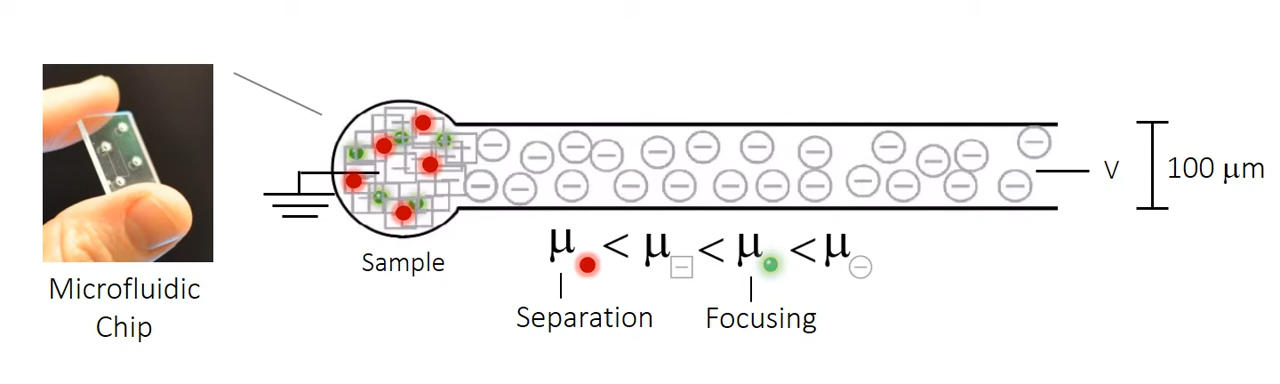 Microfluidic
Chip
Sample
V
100 μm
μ < μ < μ < μ
Separation
Focusing